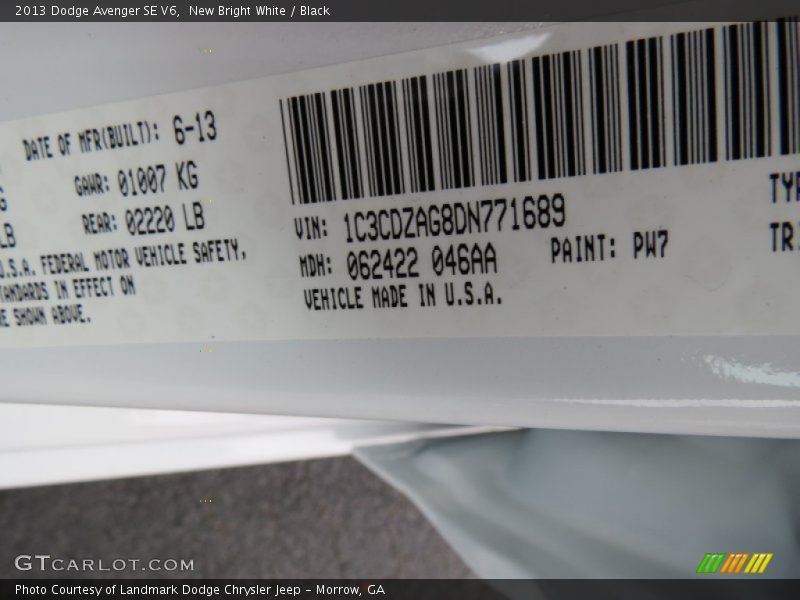 2013 Dodge Avenger SE V6,  New Bright White / Black
DATE OF MFR(BUILT): 6-13
GAWR: 01007 KG
REAR: 02220 LB
LB
U.S.A. FEDERAL MOTOR VEHICLE SAFETY,
STANDARDS IN EFFECT ON
SHOWN ABOVE.
VIN: 1C3CDZAG8DN771689
MDH: 062422 046AA
PAINT: PW7
VEHICLE MADE IN U.S.A.
GTCARLOT.COM
Photo Courtesy of Landmark Dodge Chrysler Jeep - Morrow, GA